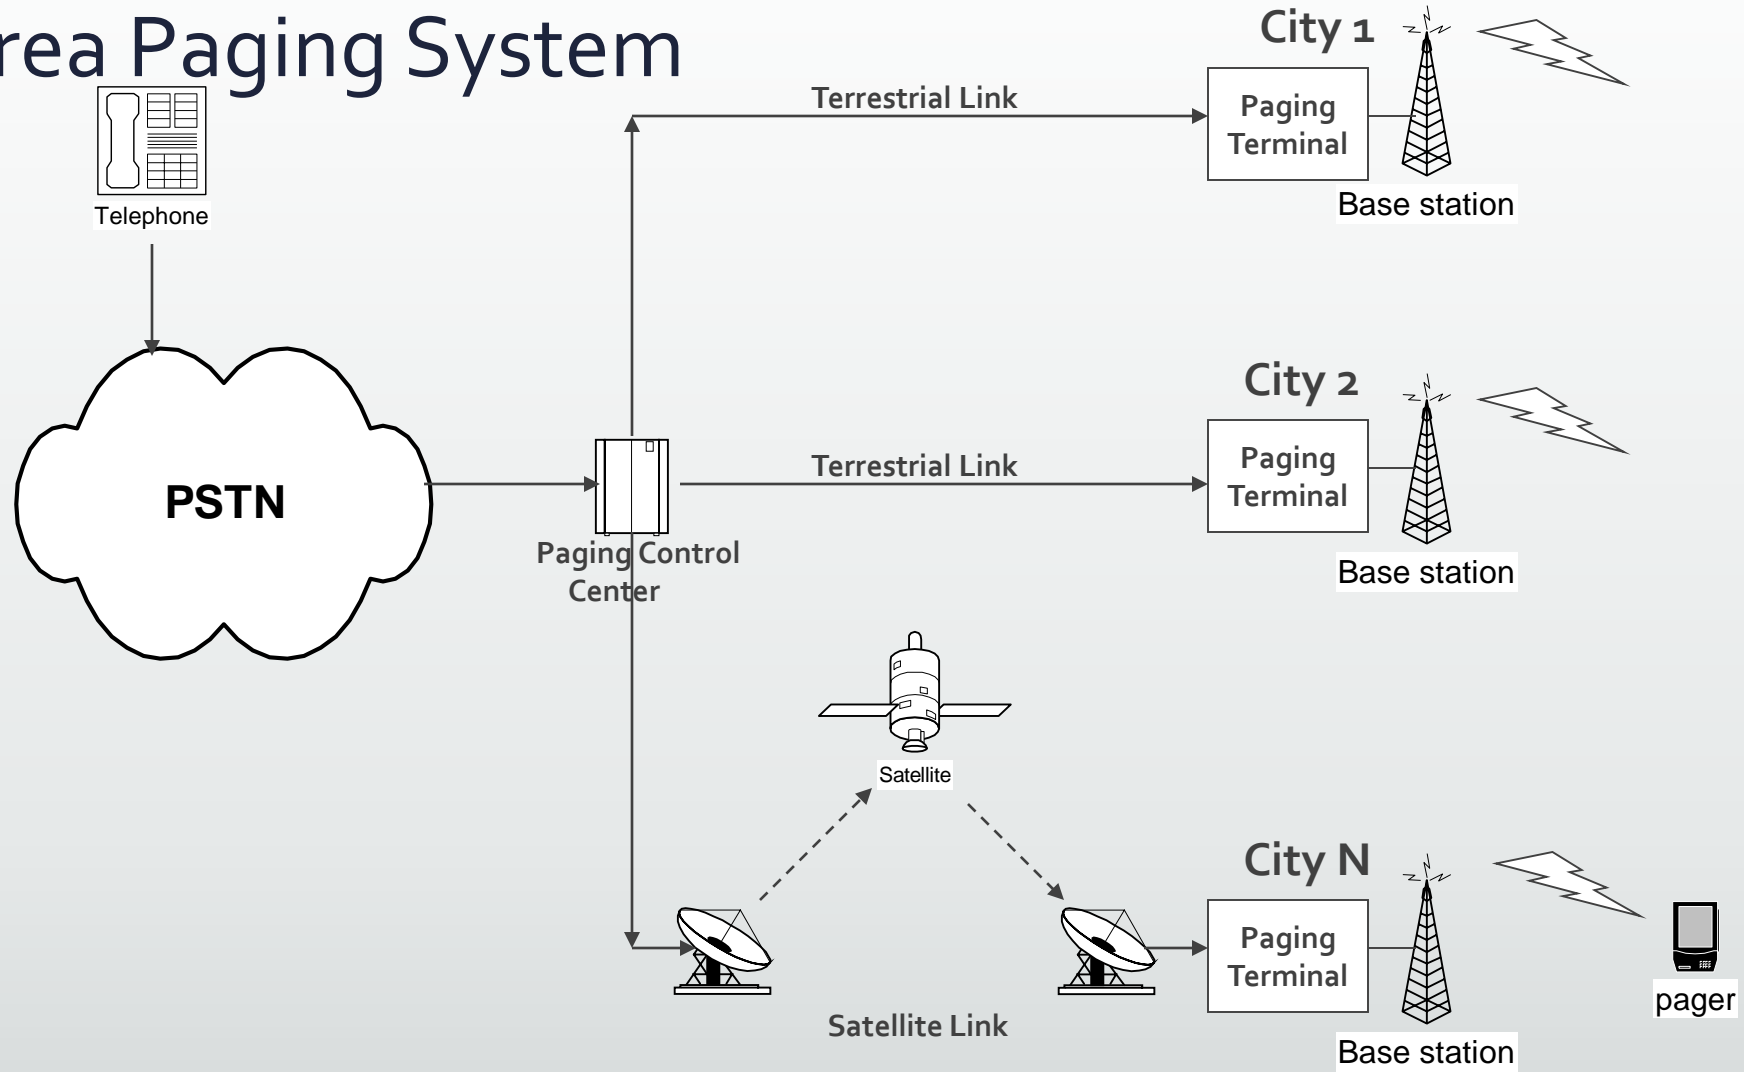 rea Paging System
City 1
Terrestrial Link
Paging
Terminal
Telephone
Base station
City 2
Terrestrial Link
Paging
Terminal
PSTN
Paging Control
Center
Base station
Satellite
City N
Paging
Terminal
pager
Satellite Link
Base station